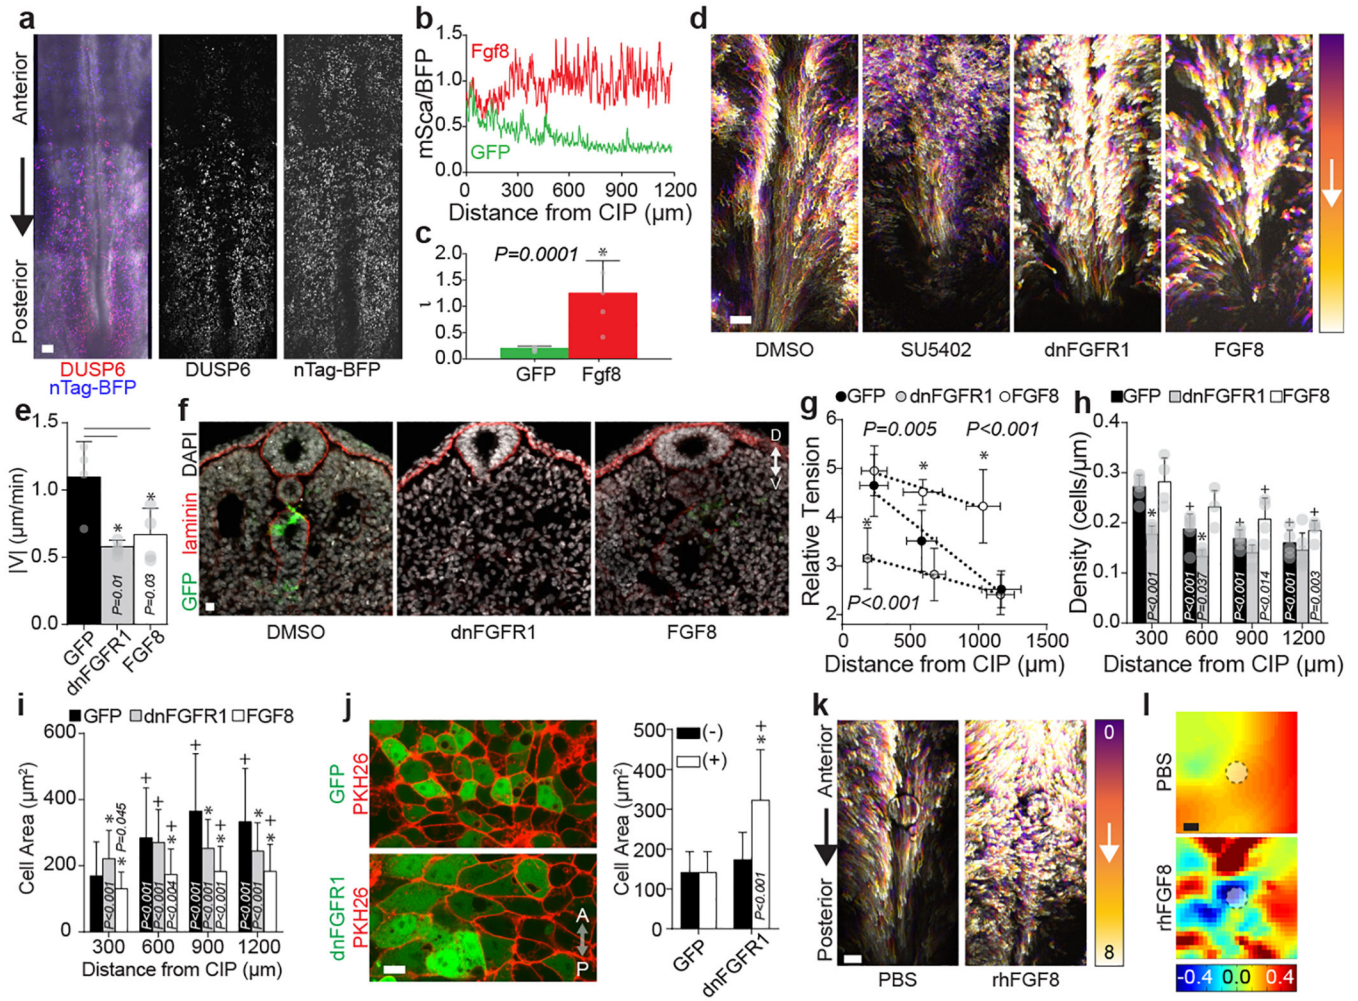 a
Anterior
Posterior
DUSP6
nTag-BFP
DUSP6
nTag-BFP
b
mSca/BFP
1.5
1.0
0.5
0.0
Fgf8
GFP
0 300 600 900 1200
Distance from CIP (µm)
c
P=0.0001 *
ι
2.0
1.5
1.0
0.5
0.0
GFP Fgf8
d
DMSO SU5402 dnFGFR1 FGF8
e
|V| (µm/min)
1.5
1.0
0.5
0.0
* *
P=0.01
P=0.03
GFP
dnFGFR1
FGF8
f
GFP laminin DAPI
D
V
DMSO dnFGFR1 FGF8
g
GFP dnFGFR1 FGF8
Relative Tension
6
5
4
3
2
P=0.005 P<0.001
* * *
P<0.001
0 500 1000 1500
Distance from CIP (µm)
h
GFP dnFGFR1 FGF8
Density (cells/µm)
0.4
0.3
0.2
0.1
0.0
* + * + + + +
P<0.001
P<0.001
P=0.037
P<0.001
P<0.014
P<0.001
P=0.003
300 600 900 1200
Distance from CIP (µm)
i
GFP dnFGFR1 FGF8
Cell Area (µm²)
600
400
200
0
* * + + *+ + * *+ + * *+
P=0.045
P<0.001
P<0.001
P<0.001
P<0.004
P<0.001
P<0.001
P<0.001
P<0.001
P<0.001
300 600 900 1200
Distance from CIP (µm)
j
GFP
PKH26
dnFGFR1
PKH26
A
P
Cell Area (µm²)
500
400
300
200
100
0
(-)
(+)
*+
P<0.001
GFP
dnFGFR1
k
Anterior
Posterior
0
8
PBS rhFGF8
l
PBS
rhFGF8
-0.4 0.0 0.4